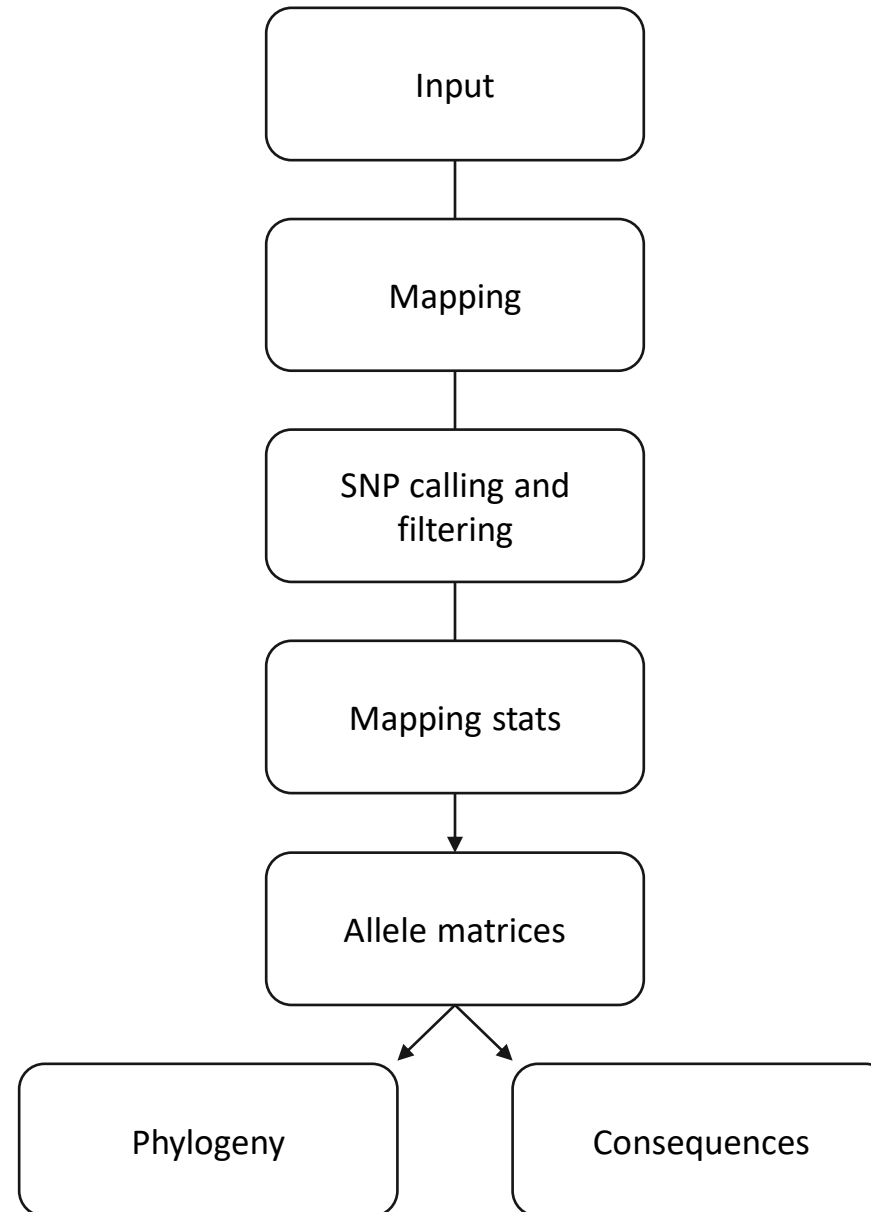 Input
Mapping
SNP calling and
filtering
Mapping stats
Allele matrices
Phylogeny
Consequences